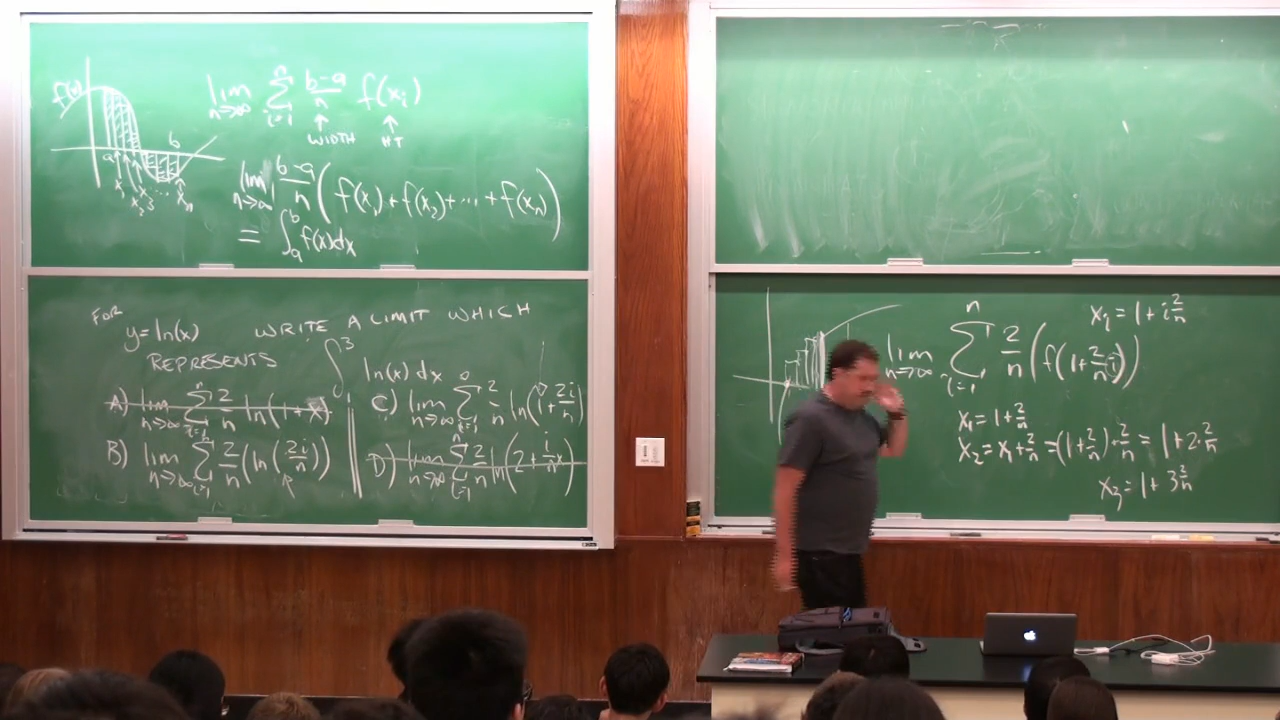 f(x)
lim n→∞ n Σ i=1 b-a/n f(xᵢ)
↑ WIDTH ↑ HT
a b
x₁ x₂ x₃ ... xₙ
lim n→∞ b-a/n (f(x₁)+f(x₂)+...+f(xₙ))
= ∫ₐᵇ f(x)dx
FOR
y=ln(x) WRITE A LIMIT WHICH
REPRESENTS ∫ 3 ln(x) dx
A) lim n→∞ n Σ i=1 2/n ln(1+x)
B) lim n→∞ n Σ i=1 2/n (ln(2i/n))
C) lim n→∞ Σ i=1 2/n ln(1+2i/n)
D) lim n→∞ n Σ i=1 2/n ln(2+
lim n→∞ n Σ i=1 2/n (f(1+2/n i))
xᵢ=1+i 2/n
x₁=1+2/n
x₂=x₁+2/n=(1+2/n)+2/n=1+2·2/n
x₃=1+3 2/n